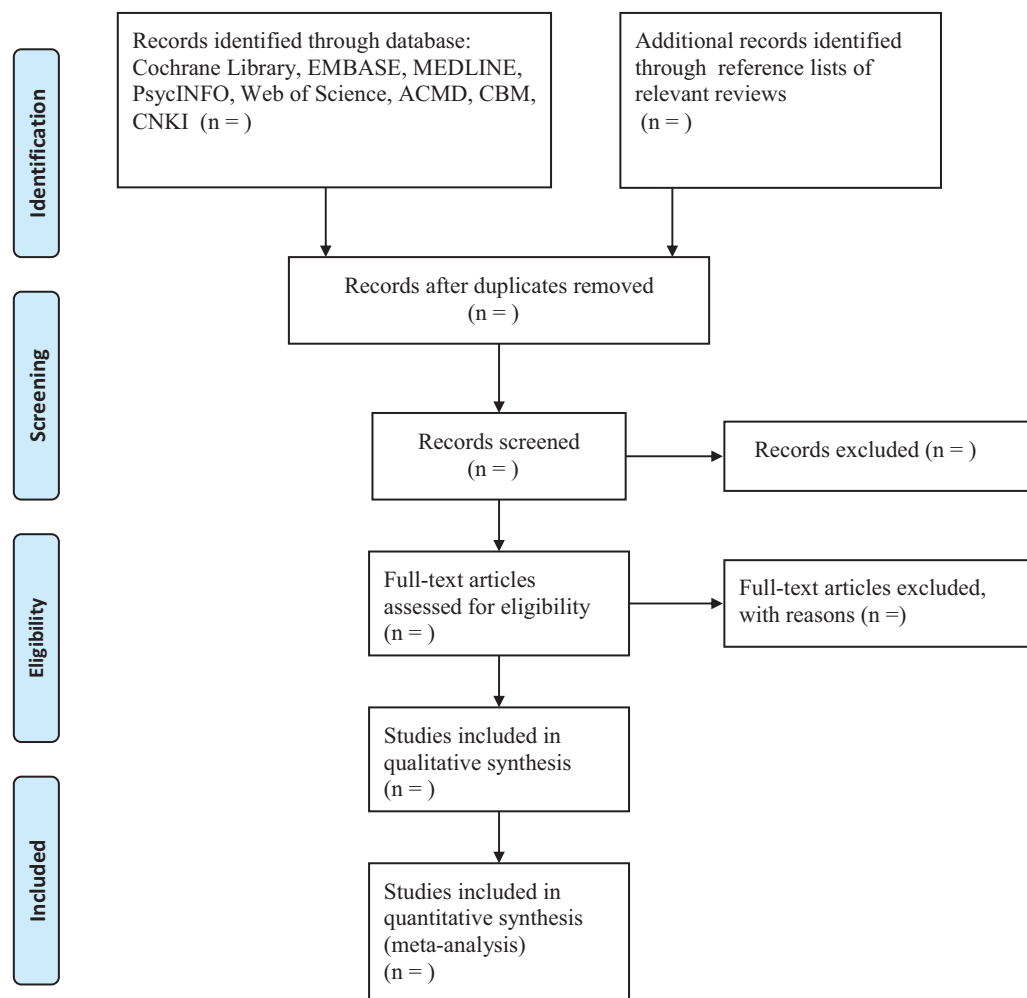 Identification
Records identified through database:
Cochrane Library, EMBASE, MEDLINE,
PsycINFO, Web of Science, ACMD, CBM,
CNKI (n = )
Additional records identified
through reference lists of
relevant reviews
(n = )
Records after duplicates removed
(n = )
Screening
Records screened
(n = )
Records excluded (n = )
Eligibility
Full-text articles
assessed for eligibility
(n = )
Full-text articles excluded,
with reasons (n =)
Studies included in
qualitative synthesis
(n = )
Included
Studies included in
quantitative synthesis
(meta-analysis)
(n = )